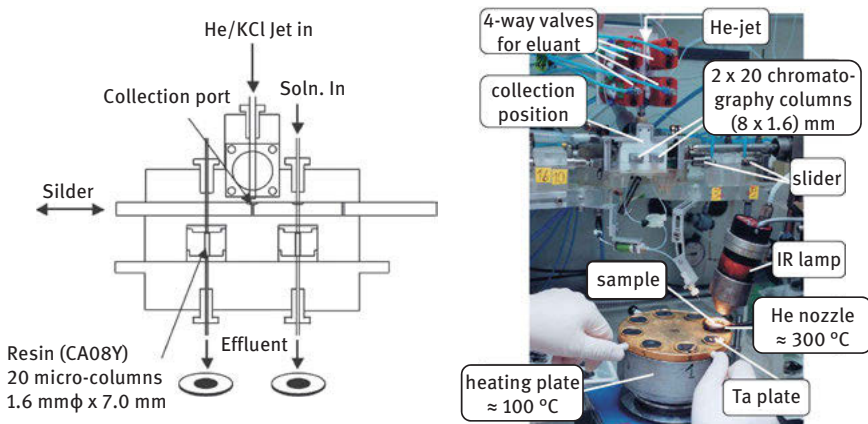 He/KCl Jet in
Soln. In
Collection port
Silder
Resin (CA08Y)
20 micro-columns
1.6 mmϕ x 7.0 mm
Effluent
4-way valves
for eluant
He-jet
collection
position
2 x 20 chromato-
graphy columns
(8 x 1.6) mm
slider
IR lamp
sample
He nozzle
≈ 300 °C
heating plate
≈ 100 °C
Ta plate
1